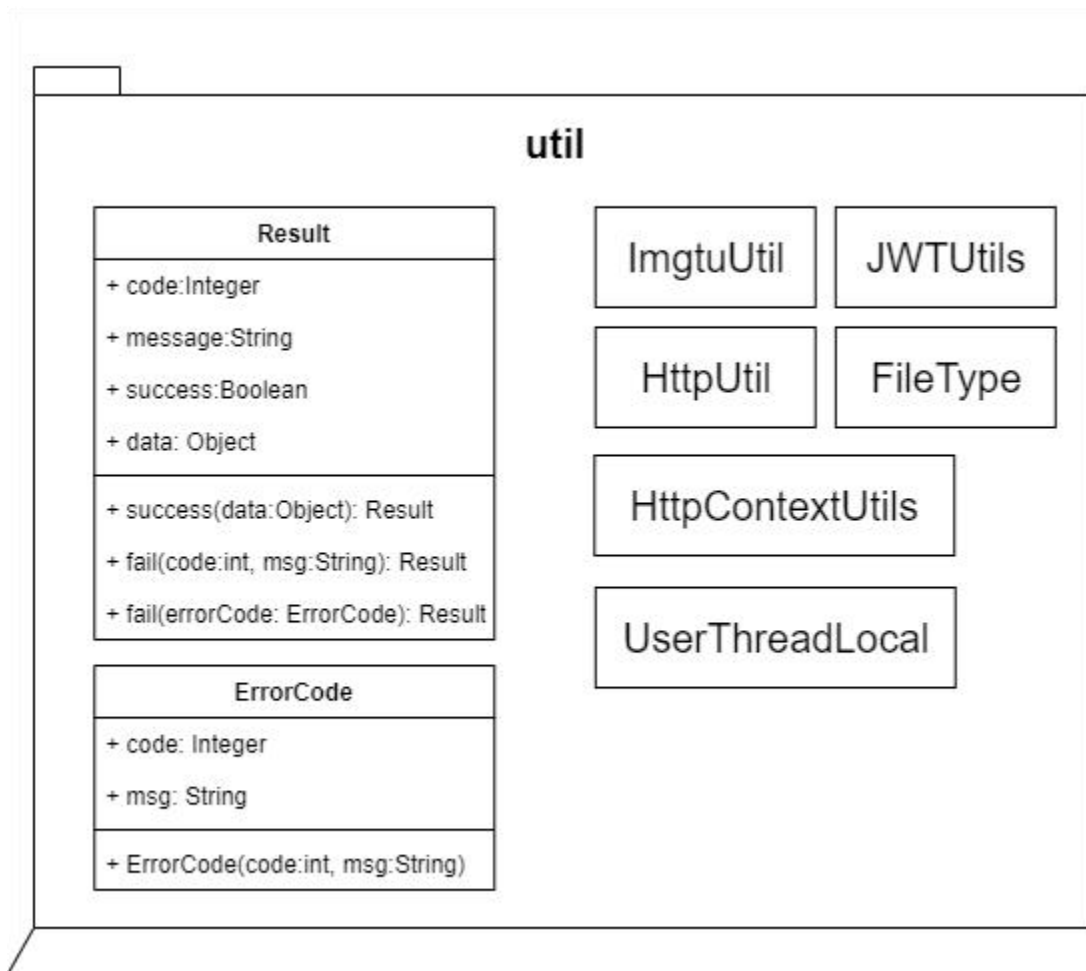 util
Result
+ code:Integer
+ message:String
+ success:Boolean
+ data: Object
+ success(data:Object): Result
+ fail(code:int, msg:String): Result
+ fail(errorCode: ErrorCode): Result
ErrorCode
+ code: Integer
+ msg: String
+ ErrorCode(code:int, msg:String)
ImgtuUtil
JWTUtils
HttpUtil
FileType
HttpContextUtils
UserThreadLocal